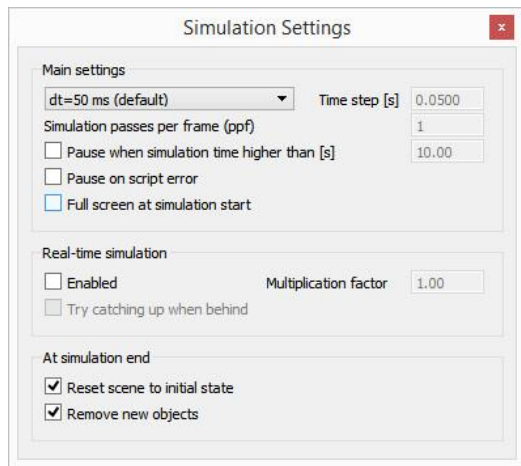 Simulation Settings
x
Main settings
dt=50 ms (default)
Time step [s]
0.0500
Simulation passes per frame (ppf)
1
Pause when simulation time higher than [s]
10.00
Pause on script error
Full screen at simulation start
Real-time simulation
Enabled
Multiplication factor
1.00
Try catching up when behind
At simulation end
Reset scene to initial state
Remove new objects